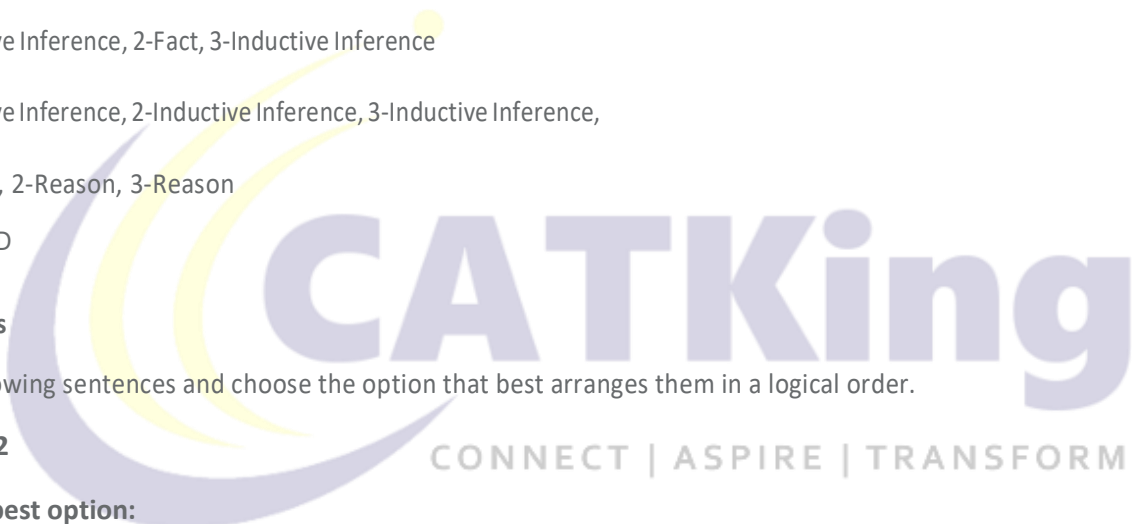 ve Inference, 2-Fact, 3-Inductive Inference
ve Inference, 2-Inductive Inference, 3-Inductive Inference,
, 2-Reason, 3-Reason
D
s
owing sentences and choose the option that best arranges them in a logical order.
2
best option:
CATKing
CONNECT | ASPIRE | TRANSFORM